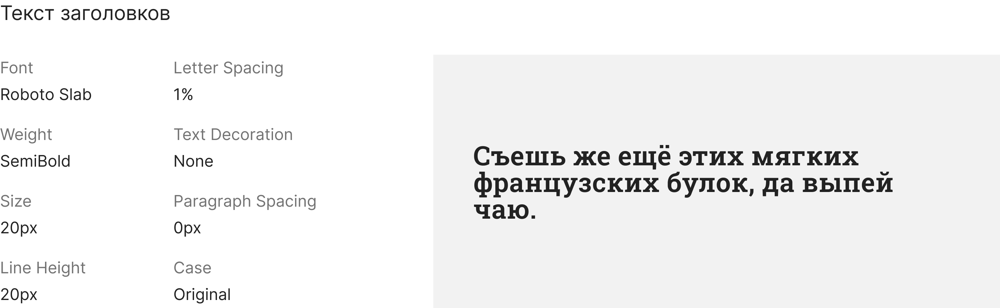 Текст заголовков
Font
Roboto Slab
Weight
SemiBold
Size
20px
Line Height
20px
Letter Spacing
1%
Text Decoration
None
Paragraph Spacing
0px
Case
Original
Съешь же ещё этих мягких
французских булок, да выпей
чаю.